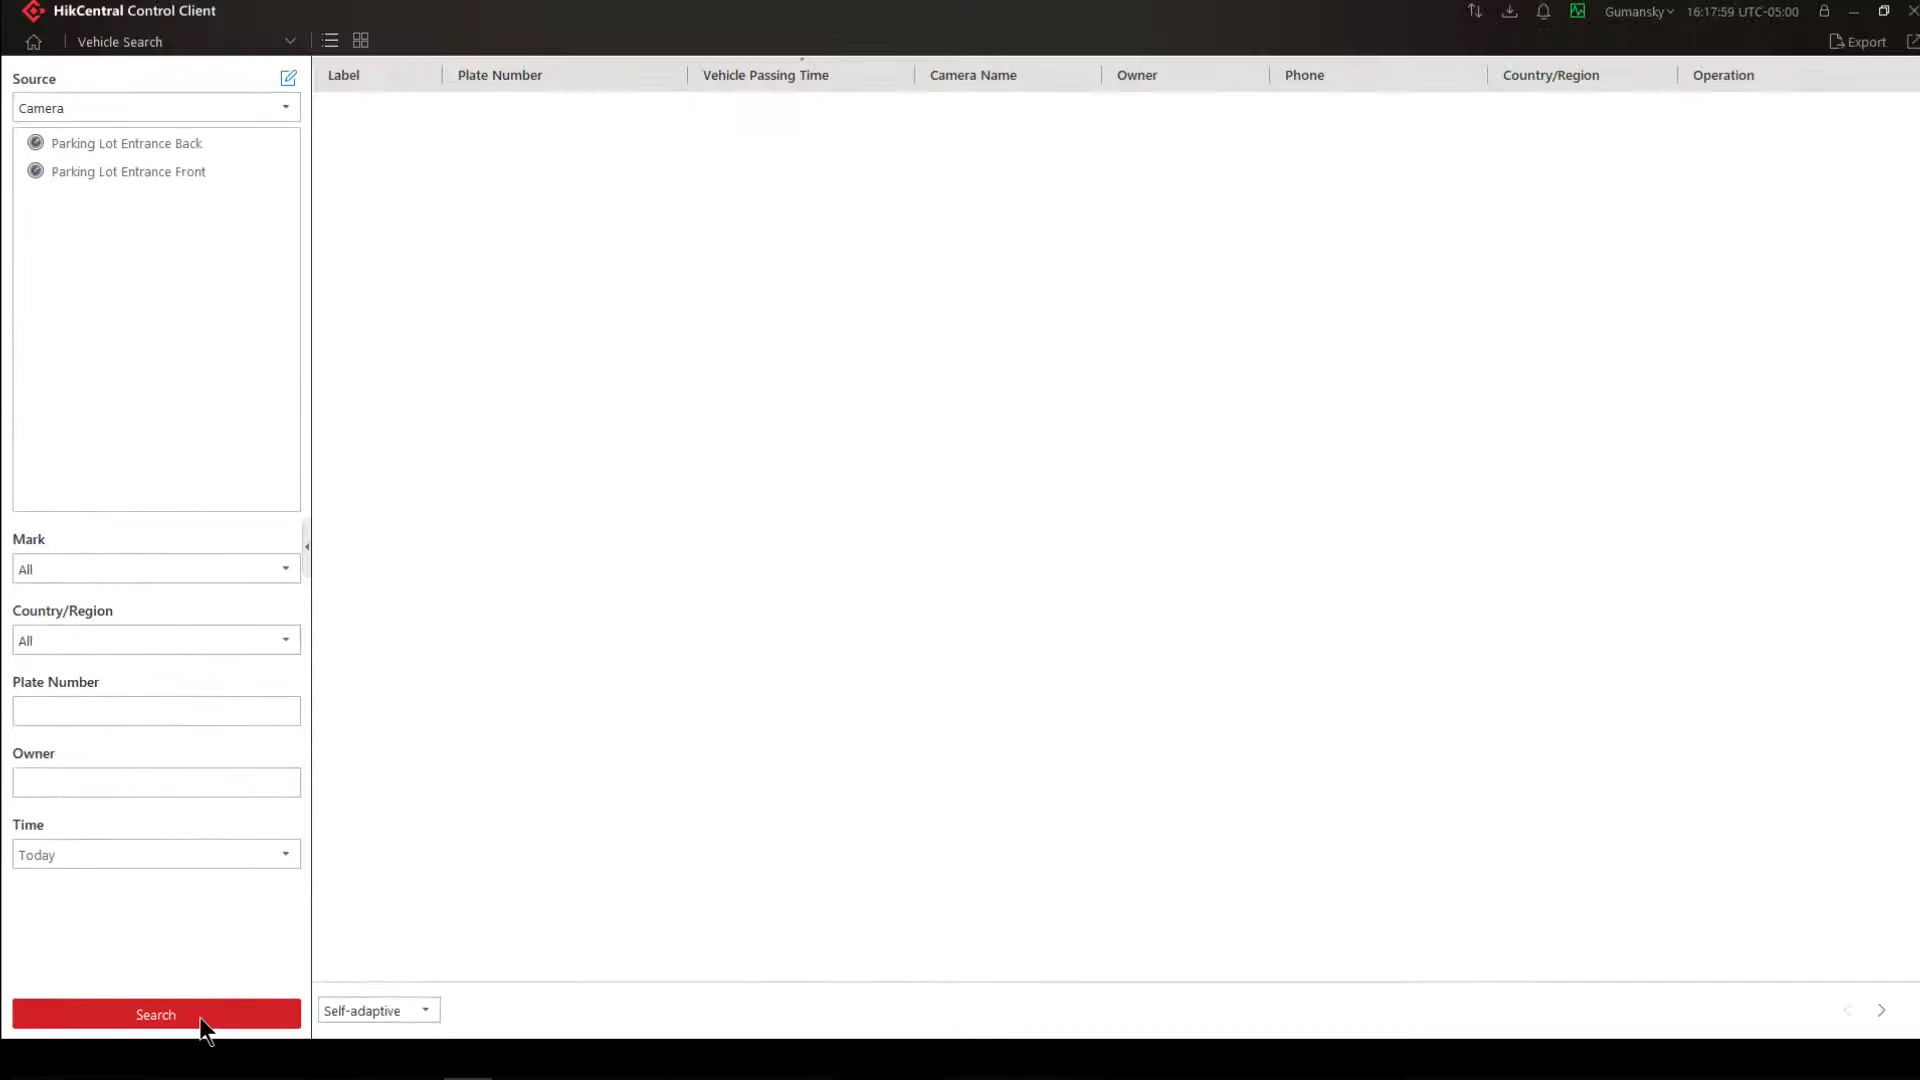 HikCentral Control Client
Gumansky
16:17:59 UTC-05:00
Vehicle Search
Export
Source
Camera
Parking Lot Entrance Back
Parking Lot Entrance Front
Mark
All
Country/Region
All
Plate Number
Owner
Time
Today
Search
Label
Plate Number
Vehicle Passing Time
Camera Name
Owner
Phone
Country/Region
Operation
Self-adaptive